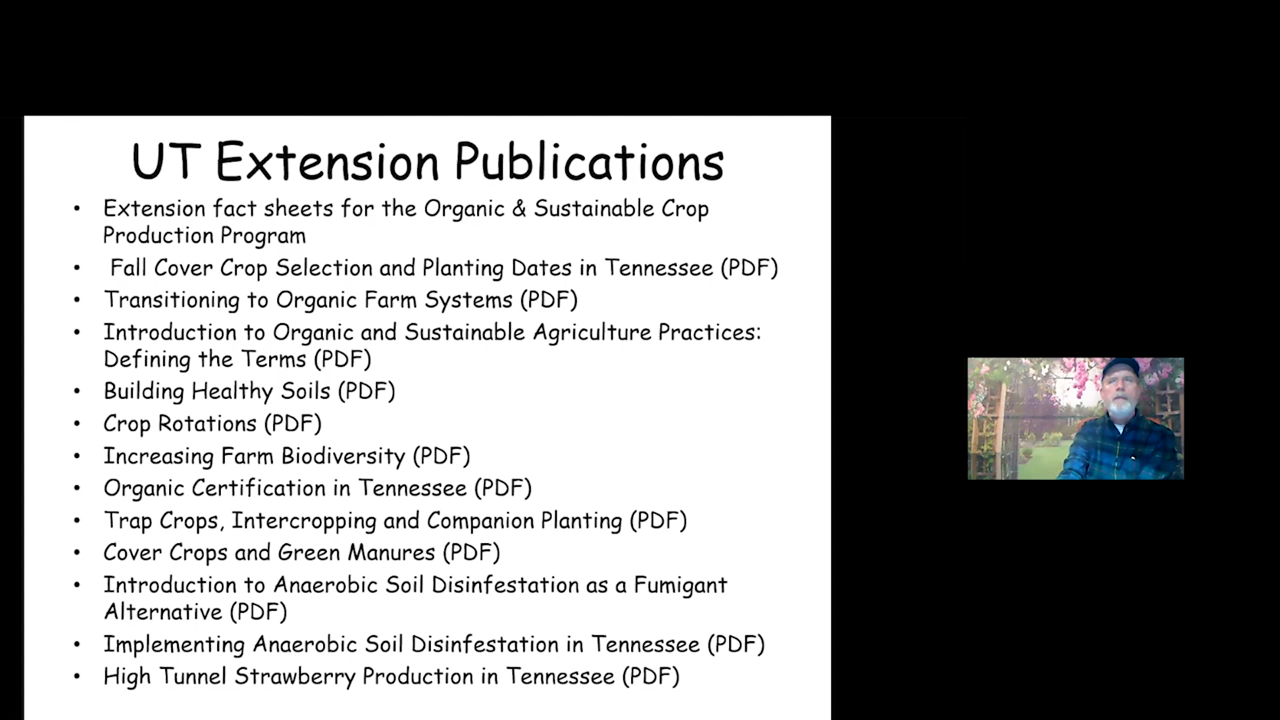 UT Extension Publications
• Extension fact sheets for the Organic & Sustainable Crop
Production Program
• Fall Cover Crop Selection and Planting Dates in Tennessee (PDF)
• Transitioning to Organic Farm Systems (PDF)
• Introduction to Organic and Sustainable Agriculture Practices:
Defining the Terms (PDF)
• Building Healthy Soils (PDF)
• Crop Rotations (PDF)
• Increasing Farm Biodiversity (PDF)
• Organic Certification in Tennessee (PDF)
• Trap Crops, Intercropping and Companion Planting (PDF)
• Cover Crops and Green Manures (PDF)
• Introduction to Anaerobic Soil Disinfestation as a Fumigant
Alternative (PDF)
• Implementing Anaerobic Soil Disinfestation in Tennessee (PDF)
• High Tunnel Strawberry Production in Tennessee (PDF)